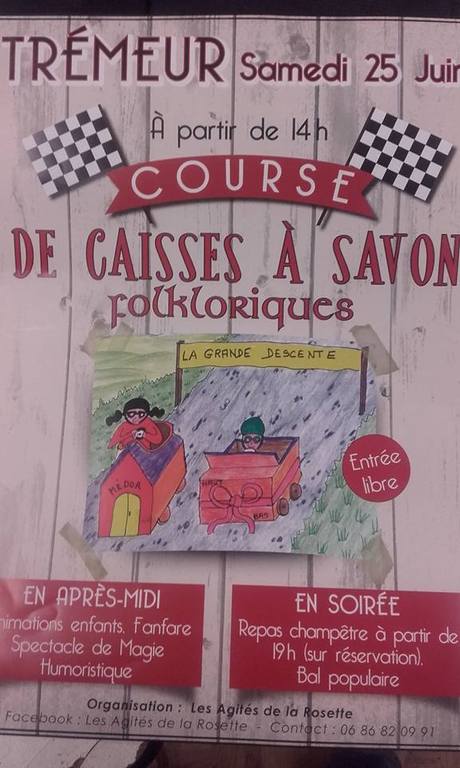 TRÉMEUR Samedi 25 Juin
À partir de 14h
COURSE
DE CAISSES À SAVON
folkloriques
LA GRANDE DESCENTE
MEDOR
HAUT
BAS
Entrée
libre
EN APRÈS-MIDI
nimations enfants, Fanfare
Spectacle de Magie
Humoristique
EN SOIRÉE
Repas champêtre à partir de
19h (sur réservation),
Bal populaire
Organisation : Les Agités de la Rosette
Facebook : Les Agités de la Rosette - Contact : 06 86 82 09 91